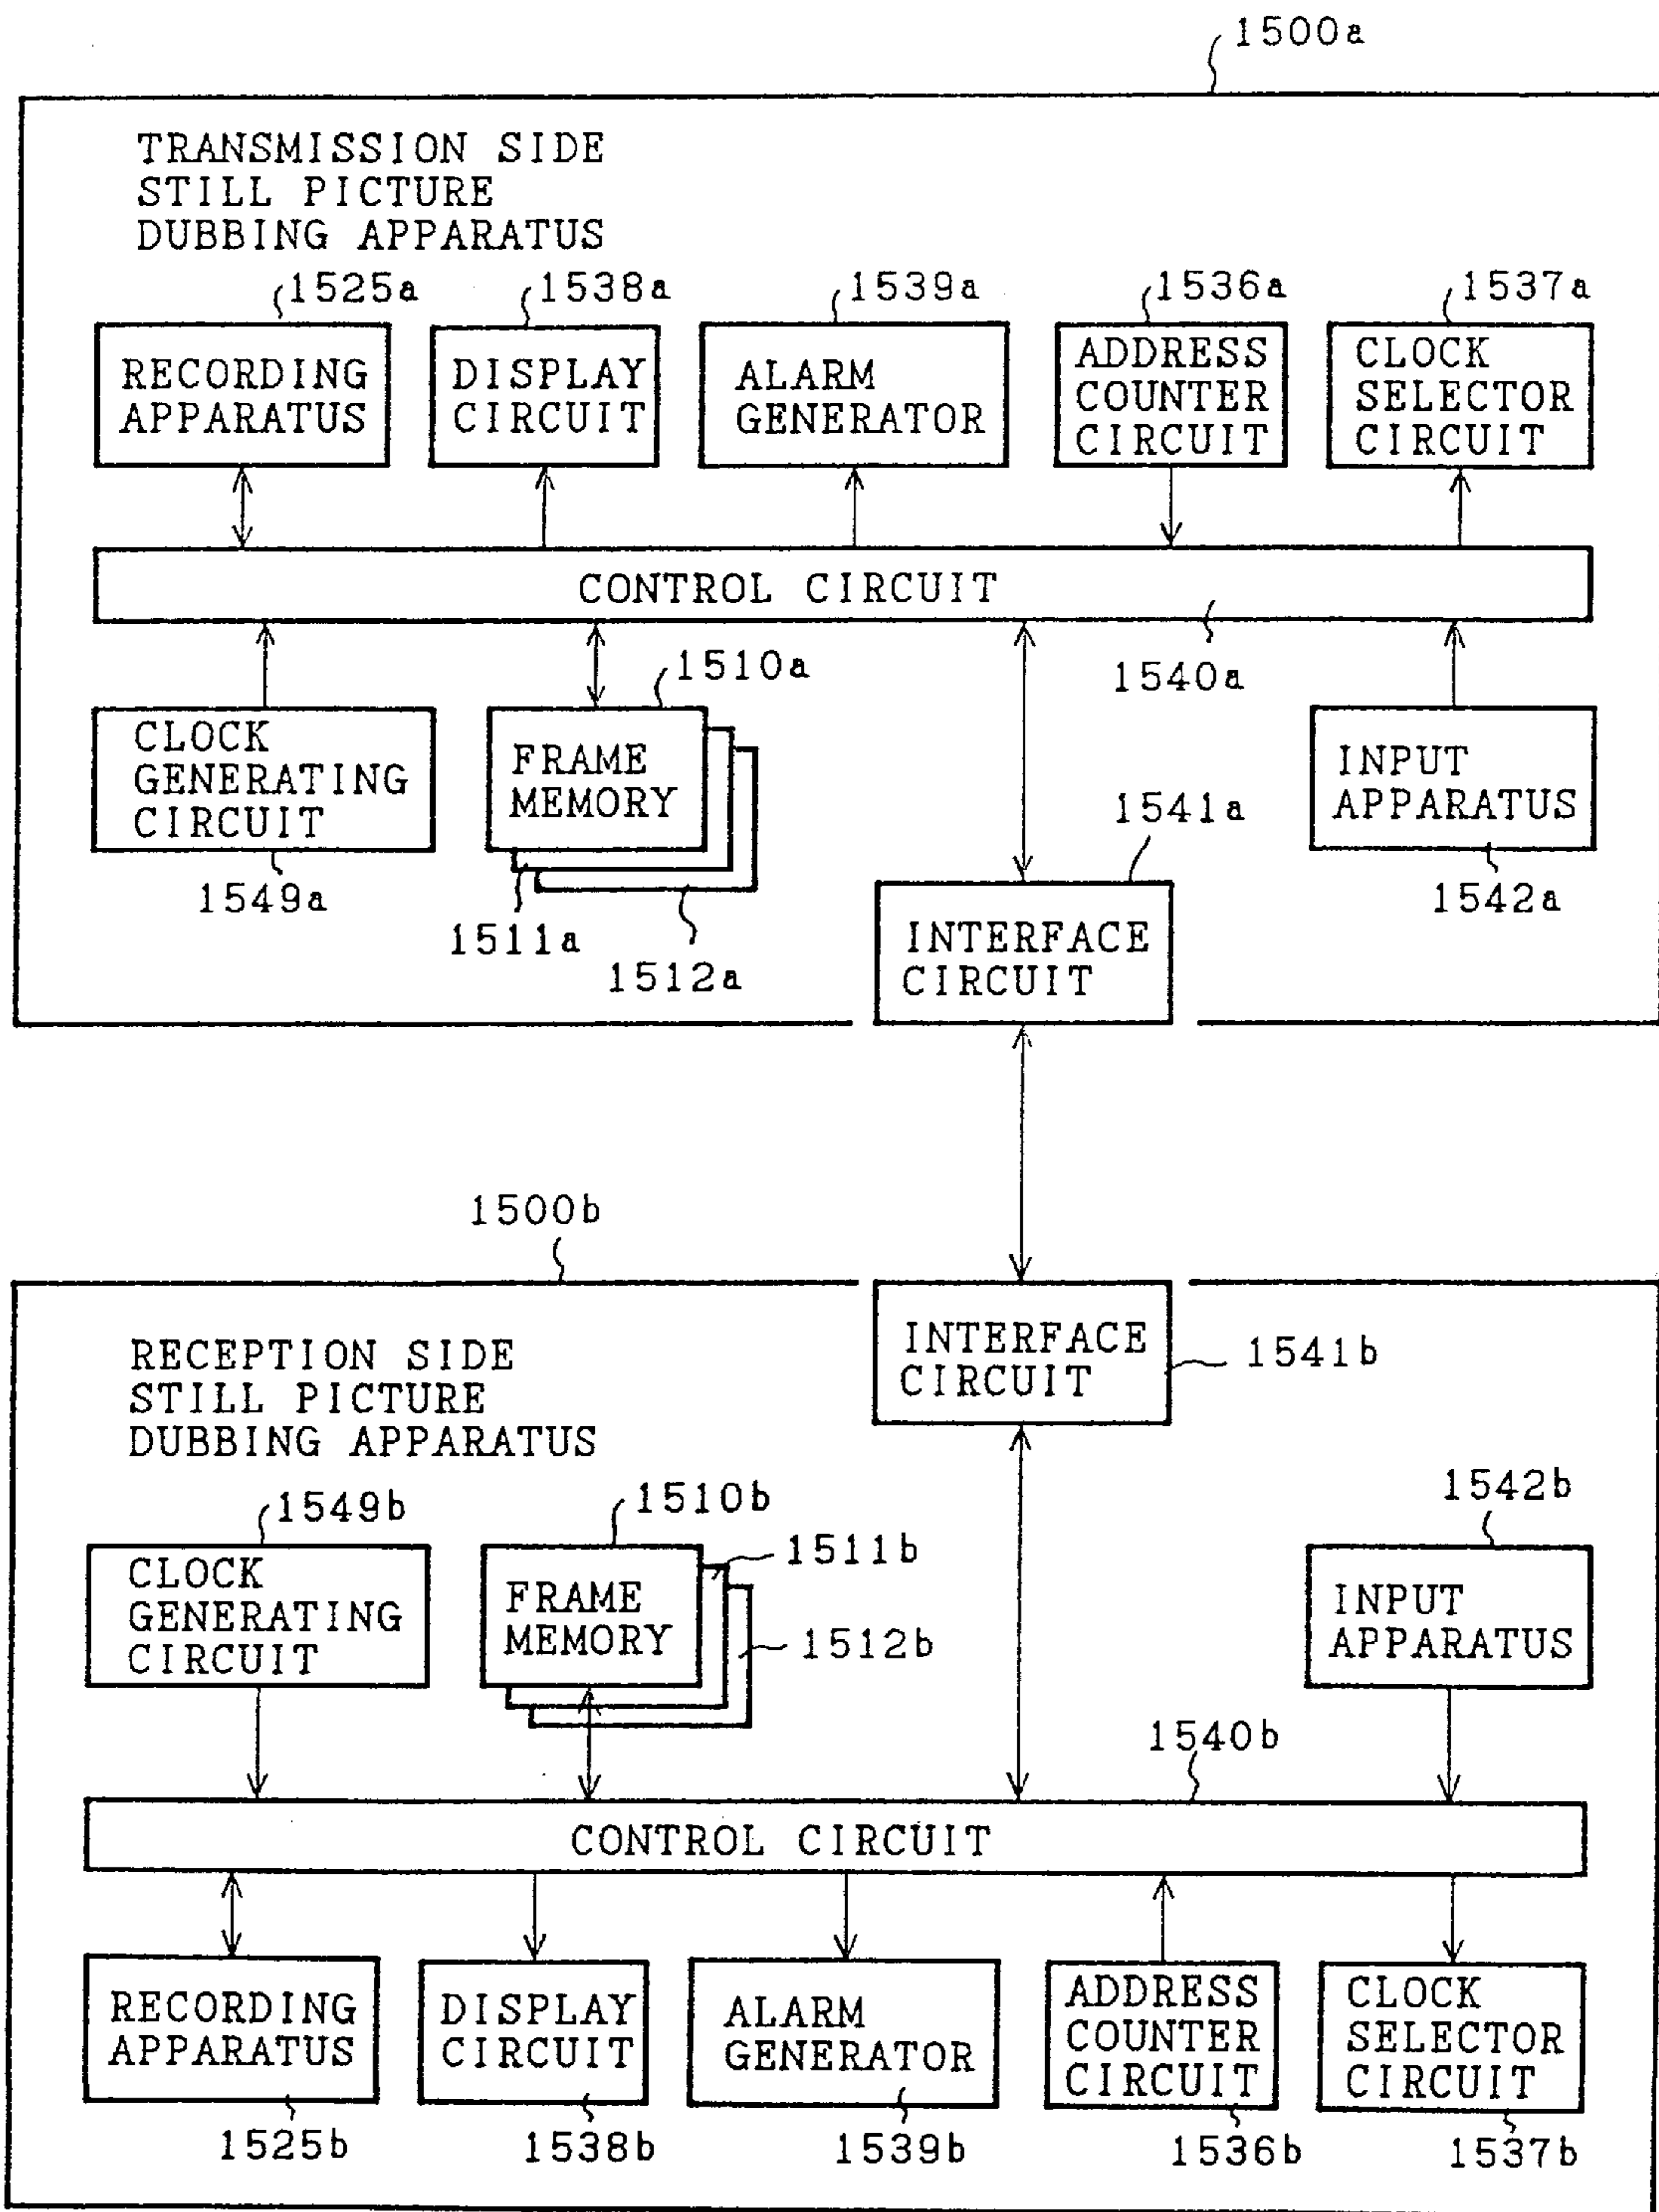 1500a
TRANSMISSION SIDE
STILL PICTURE
DUBBING APPARATUS
1525a
1538a
1539a
1536a
1537a
RECORDING
APPARATUS
DISPLAY
CIRCUIT
ALARM
GENERATOR
ADDRESS
COUNTER
CIRCUIT
CLOCK
SELECTOR
CIRCUIT
CONTROL CIRCUIT
1540a
1510a
CLOCK
GENERATING
CIRCUIT
FRAME
MEMORY
INPUT
APPARATUS
1541a
1549a
1511a
1512a
1542a
INTERFACE
CIRCUIT
1500b
INTERFACE
CIRCUIT
1541b
RECEPTION SIDE
STILL PICTURE
DUBBING APPARATUS
1549b
1510b
1511b
1512b
1542b
CLOCK
GENERATING
CIRCUIT
FRAME
MEMORY
INPUT
APPARATUS
1540b
CONTROL CIRCUIT
RECORDING
APPARATUS
DISPLAY
CIRCUIT
ALARM
GENERATOR
ADDRESS
COUNTER
CIRCUIT
CLOCK
SELECTOR
CIRCUIT
1525b
1538b
1539b
1536b
1537b